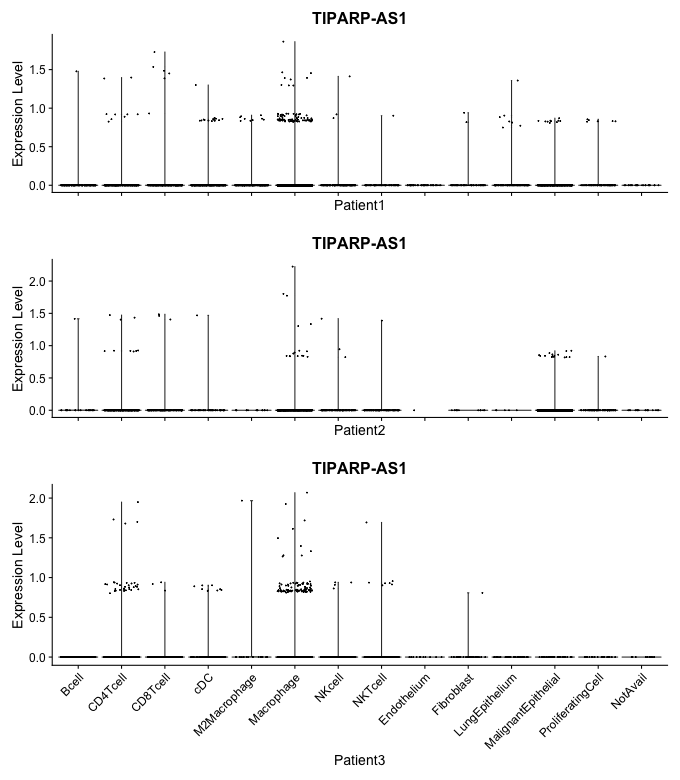 TIPARP-AS1
Expression Level
1.5
1.0
0.5
0.0
Patient1
TIPARP-AS1
Expression Level
2.0
1.5
1.0
0.5
0.0
Patient2
TIPARP-AS1
Expression Level
2.0
1.5
1.0
0.5
0.0
Bcell
CD4Tcell
CD8Tcell
cDC
M2Macrophage
Macrophage
NKcell
NKTcell
Endothelium
Fibroblast
LungEpithelium
MalignantEpithelial
ProliferatingCell
NotAvail
Patient3